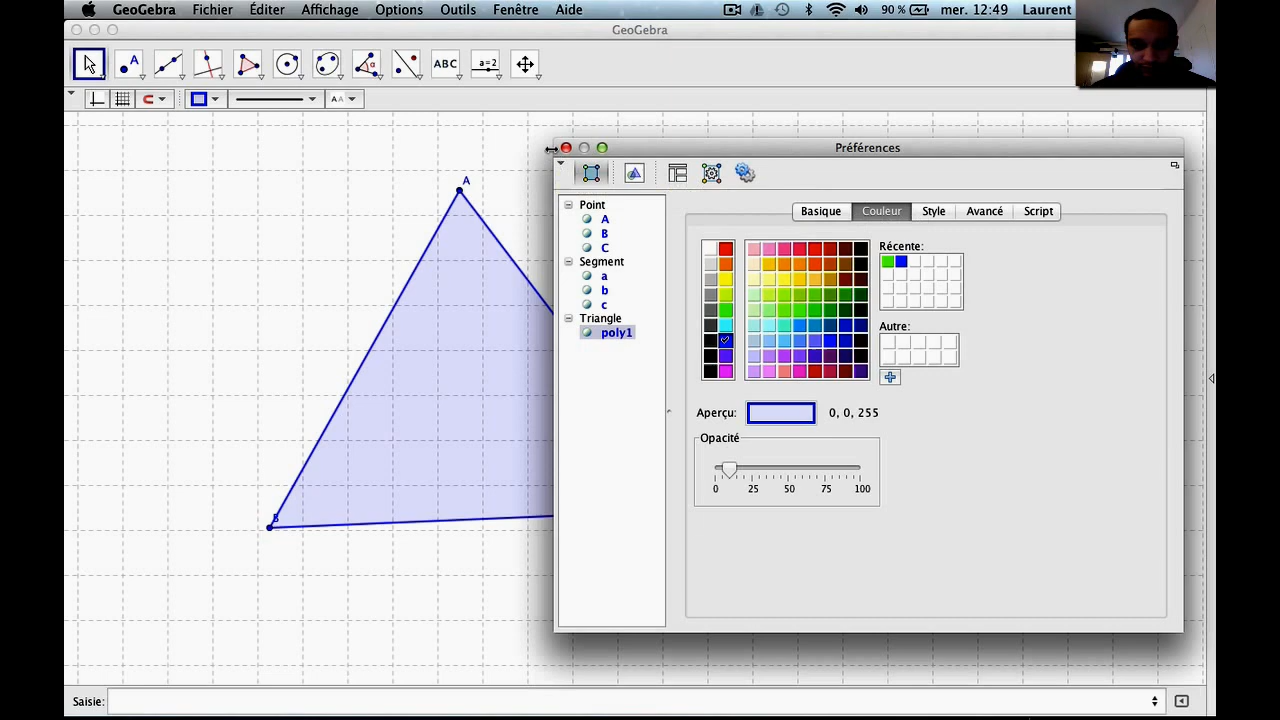 GeoGebra Fichier Éditer Affichage Options Outils Fenêtre Aide 90 % mer. 12:49 Laurent
GeoGebra
A ABC a=2
AA
Préférences
A
B
Point
A
B
C
Segment
a
b
c
Triangle
poly1
Basique Couleur Style Avancé Script
Récente:
Autre:
Aperçu: 0, 0, 255
Opacité
0 25 50 75 100
Saisie: